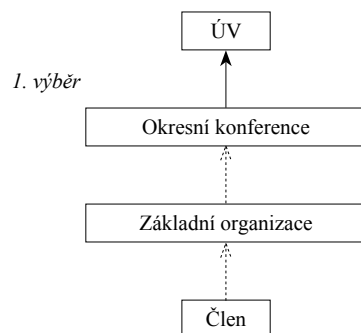 ÚV
1. výběr
Okresní konference
Základní organizace
Člen